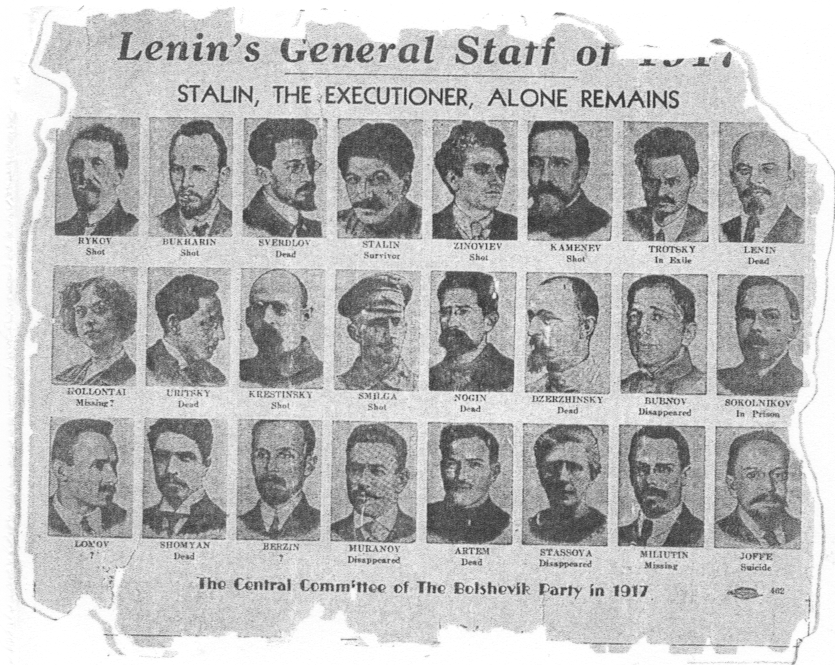 Lenin's General Staff of 1917
STALIN, THE EXECUTIONER, ALONE REMAINS
RYKOV BUKHARIN SVERDLOV STALIN ZINOVIEV KAMENEV TROTSKY LENIN
Shot Shot Dead Survivor Shot Shot In Exile Dead
KOLLONTAI URITSKY KRESTINSKY SMILGA NOGIN DZERZHINSKY BUBNOV SOKOLNIKOV
Missing? Dead Shot Shot Dead Dead Disappeared In Prison
LOMOV SHOMYAN BERZIN MURANOV ARTEM STASSOVA MILIUTIN JOFFE
? Dead ? Disappeared Dead Disappeared Missing Suicide
The Central Committee of The Bolshevik Party in 1917
402